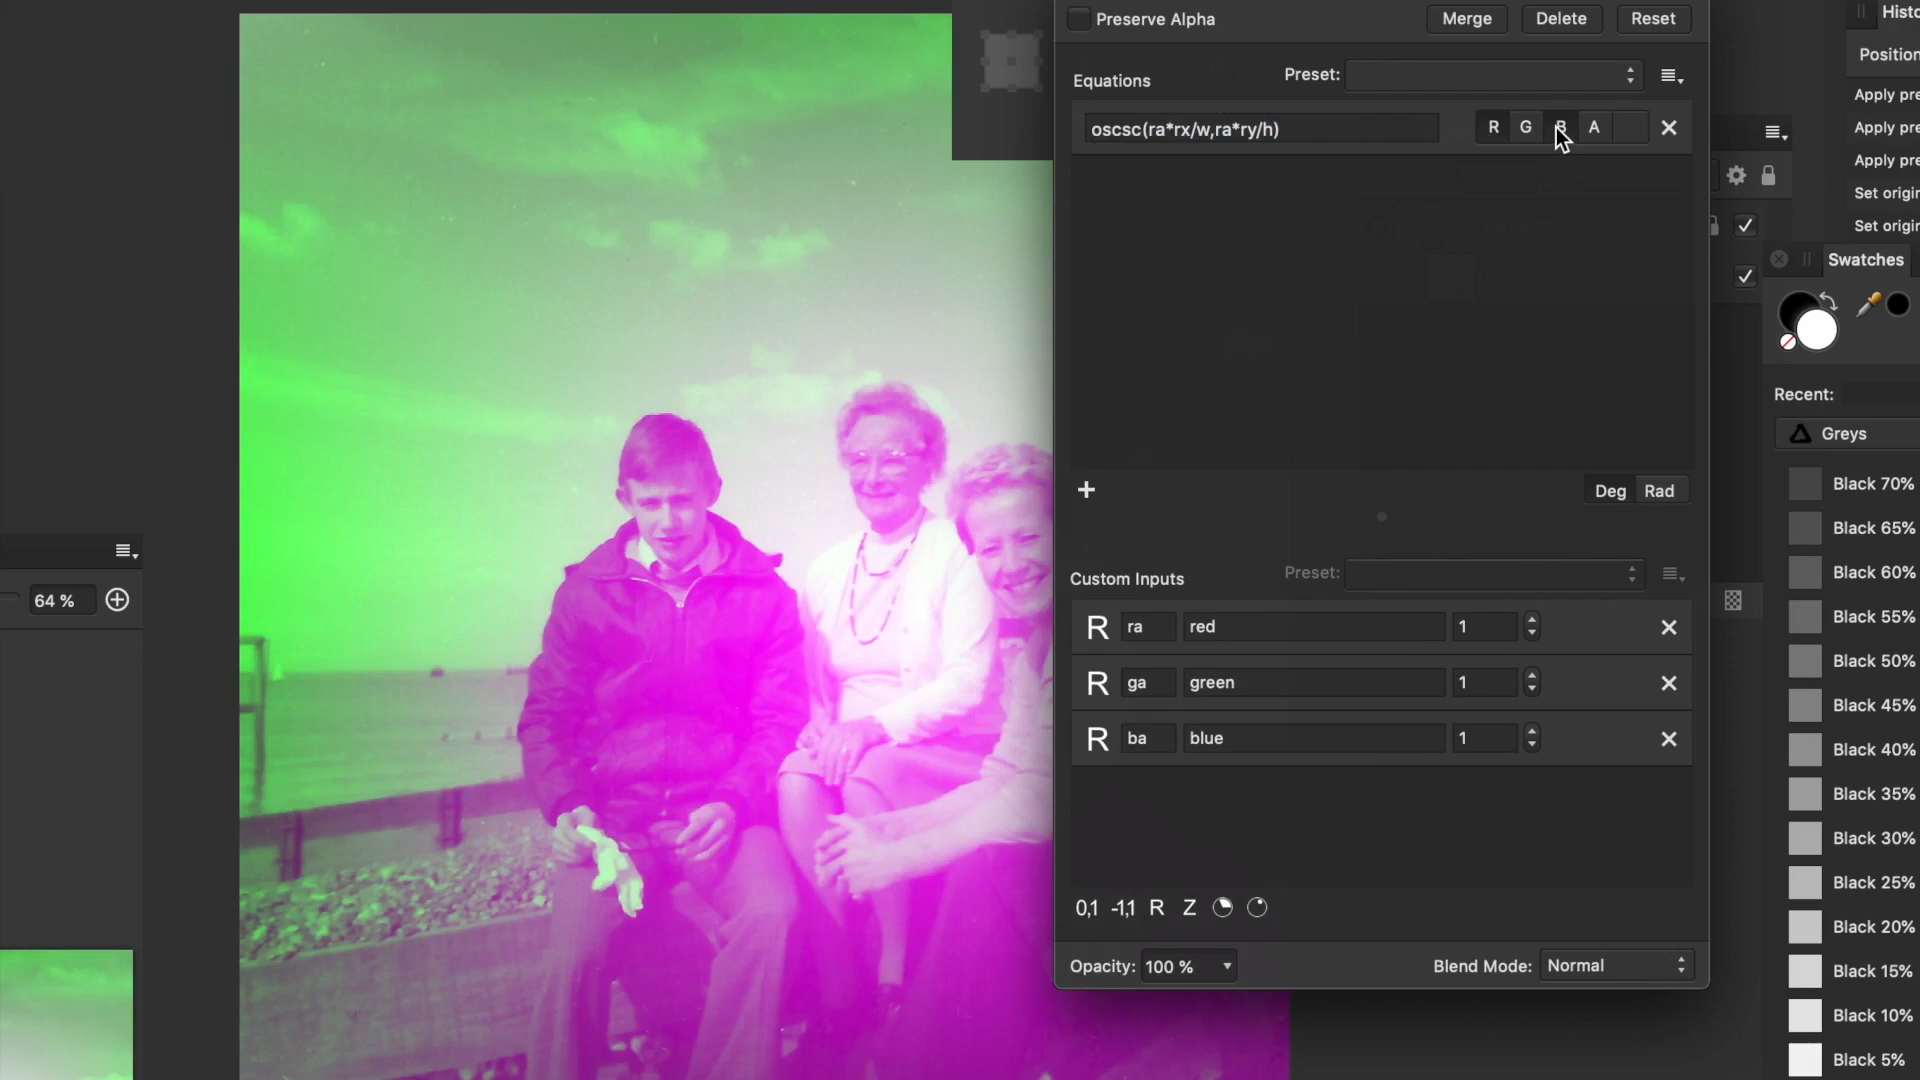 Preserve Alpha
Merge
Delete
Reset
Equations
Preset:
oscsc(ra*rx/w,ra*ry/h)
R G B A
Deg Rad
Custom Inputs
Preset:
R ra red 1
R ga green 1
R ba blue 1
0,1 -1,1 R Z
Opacity: 100 %
Blend Mode: Normal
64 %
Histo
Position
Apply pre
Apply pre
Apply pre
Set origin
Set origin
Swatches
Recent:
Greys
Black 70%
Black 65%
Black 60%
Black 55%
Black 50%
Black 45%
Black 40%
Black 35%
Black 30%
Black 25%
Black 20%
Black 15%
Black 10%
Black 5%